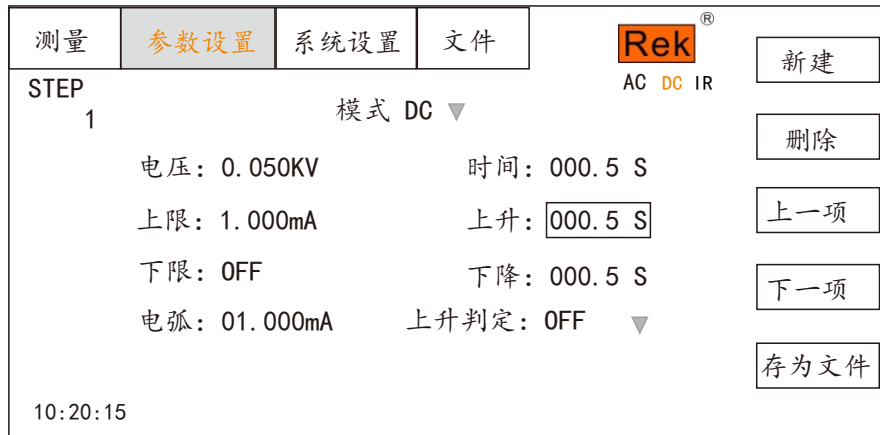 测量 参数设置 系统设置 文件 Rek ®
新建
AC DC IR
STEP
1
模式 DC ▼
删除
电压：0.050KV 时间：000.5 S
上限：1.000mA 上升：000.5 S
上一项
下限：OFF 下降：000.5 S
下一项
电弧：01.000mA 上升判定：OFF ▼
存为文件
10:20:15